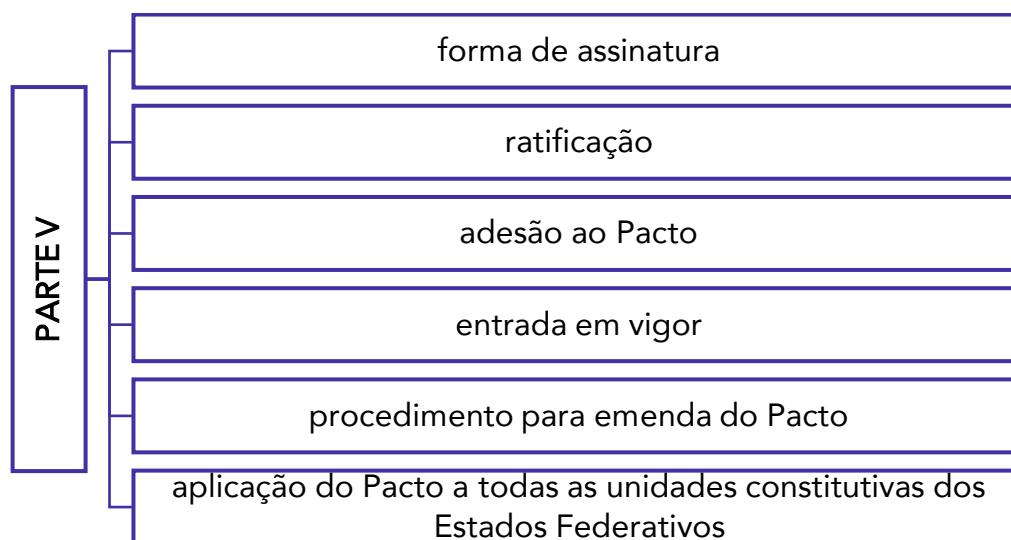 PARTE V
forma de assinatura
ratificação
adesão ao Pacto
entrada em vigor
procedimento para emenda do Pacto
aplicação do Pacto a todas as unidades constitutivas dos
Estados Federativos